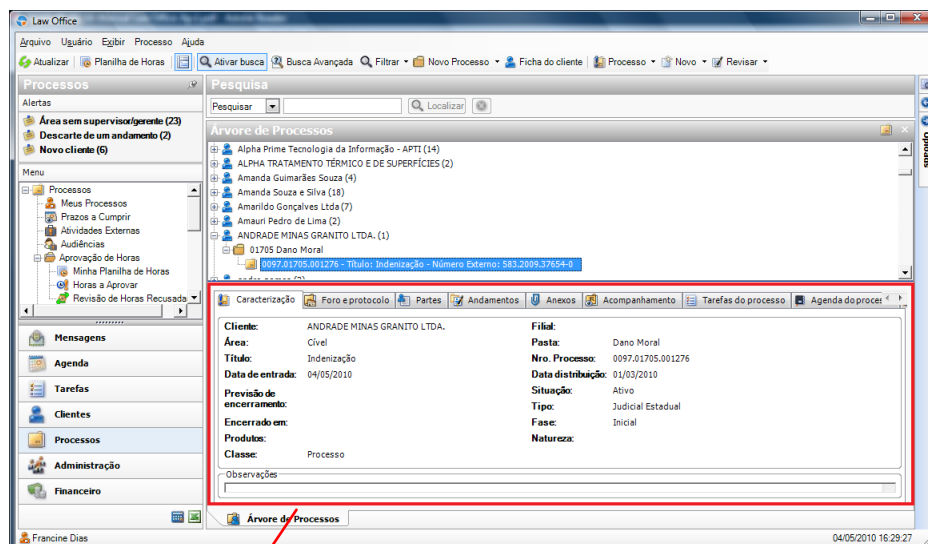 Law Office
Arquivo Usuário Exibir Processo Ajuda
Atualizar Planilha de Horas Ativar busca Busca Avançada Filtrar Novo Processo Ficha do cliente Processo Novo Revisar
Processos
Alertas
Área sem supervisor/gerente (23)
Descarte de um andamento (2)
Novo cliente (6)
Menu
Processos
Meus Processos
Prazos a Cumprir
Atividades Externas
Audiências
Aprovação de Horas
Minha Planilha de Horas
Horas a Aprovar
Revisão de Horas Recusada
Mensagens
Agenda
Tarefas
Clientes
Processos
Administração
Financeiro
Pesquisa
Pesquisar Localizar
Árvore de Processos
Alpha Prime Tecnologia da Informação - APTI (14)
ALPHA TRATAMENTO TÉRMICO E DE SUPERFÍCIES (2)
Amanda Guimarães Souza (4)
Amanda Souza e Silva (18)
Amarildo Gonçalves Ltda (7)
Amauri Pedro de Lima (2)
ANDRADE MINAS GRANITO LTDA. (1)
01705 Dano Moral
0097.01705.001276 - Título: Indenização - Número Externo: 583.2009.37654-0
Caracterização Foro e protocolo Partes Andamentos Anexos Acompanhamento Tarefas do processo Agenda do proces
Cliente: ANDRADE MINAS GRANITO LTDA. Filial:
Área: Cível Pasta: Dano Moral
Título: Indenização Nro. Processo: 0097.01705.001276
Data de entrada: 04/05/2010 Data distribuição: 01/03/2010
Previsão de encerramento: Situação: Ativo
Tipo: Judicial Estadual
Encerrado em: Fase: Inicial
Produtos: Natureza:
Classe: Processo
Observações
Árvore de Processos
Francine Dias 04/05/2010 16:29:27